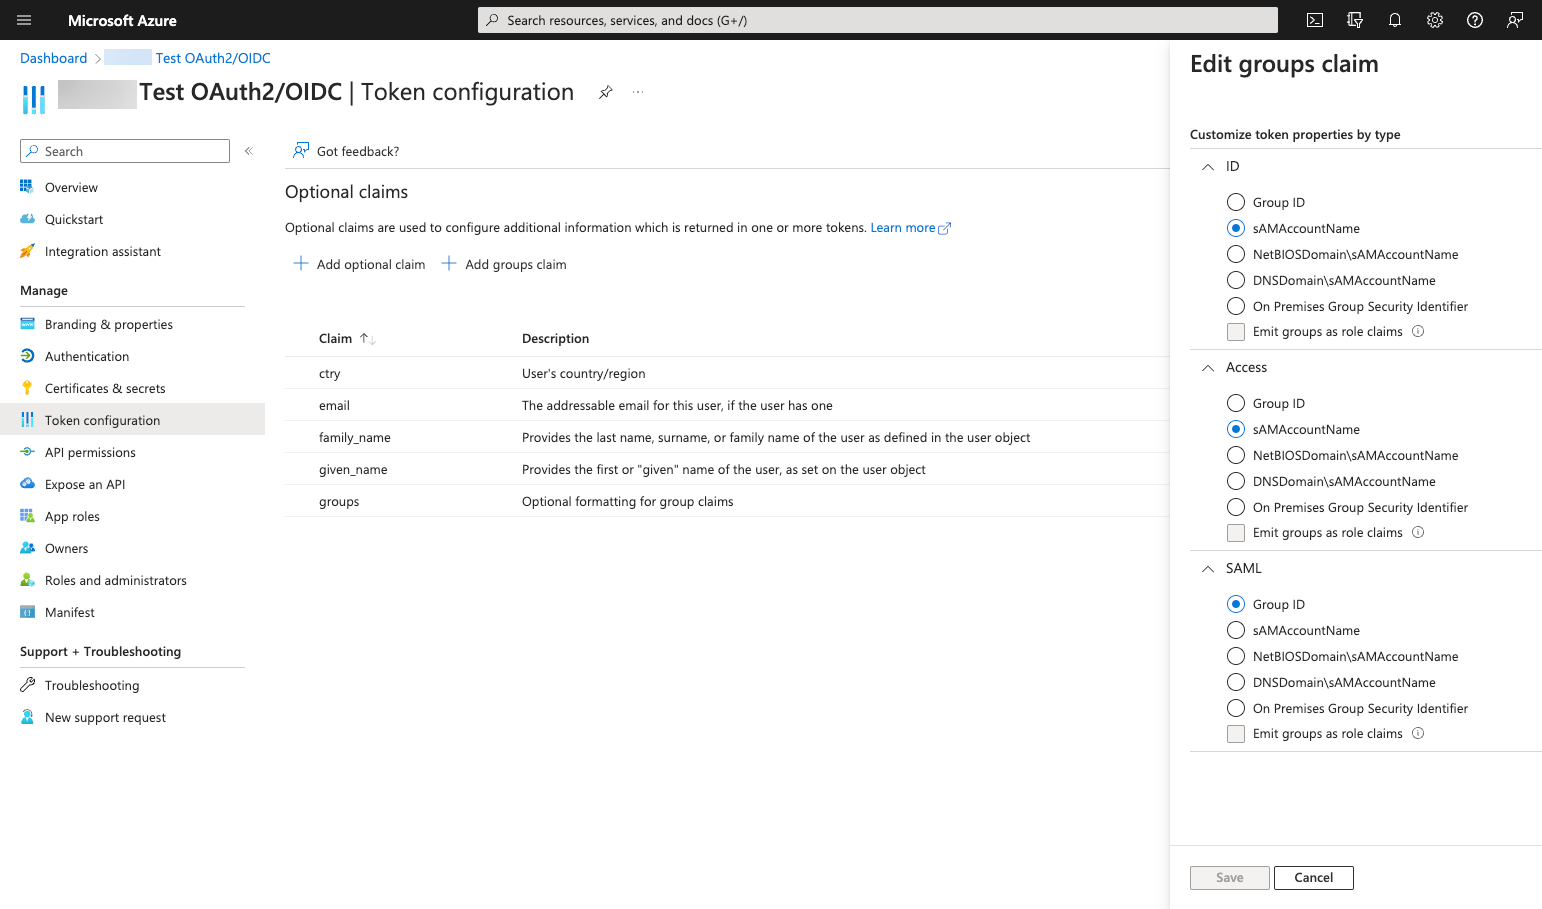 Microsoft Azure
Search resources, services, and docs (G+/)
Dashboard > Test OAuth2/OIDC
Test OAuth2/OIDC | Token configuration
Search
Overview
Quickstart
Integration assistant
Manage
Branding & properties
Authentication
Certificates & secrets
Token configuration
API permissions
Expose an API
App roles
Owners
Roles and administrators
Manifest
Support + Troubleshooting
Troubleshooting
New support request
Got feedback?
Optional claims
Optional claims are used to configure additional information which is returned in one or more tokens. Learn more
Add optional claim Add groups claim
Claim Description
ctry User's country/region
email The addressable email for this user, if the user has one
family_name Provides the last name, surname, or family name of the user as defined in the user object
given_name Provides the first or "given" name of the user, as set on the user object
groups Optional formatting for group claims
Edit groups claim
Customize token properties by type
ID
Group ID
sAMAccountName
NetBIOSDomain\sAMAccountName
DNSDomain\sAMAccountName
On Premises Group Security Identifier
Emit groups as role claims
Access
Group ID
sAMAccountName
NetBIOSDomain\sAMAccountName
DNSDomain\sAMAccountName
On Premises Group Security Identifier
Emit groups as role claims
SAML
Group ID
sAMAccountName
NetBIOSDomain\sAMAccountName
DNSDomain\sAMAccountName
On Premises Group Security Identifier
Emit groups as role claims
Save Cancel